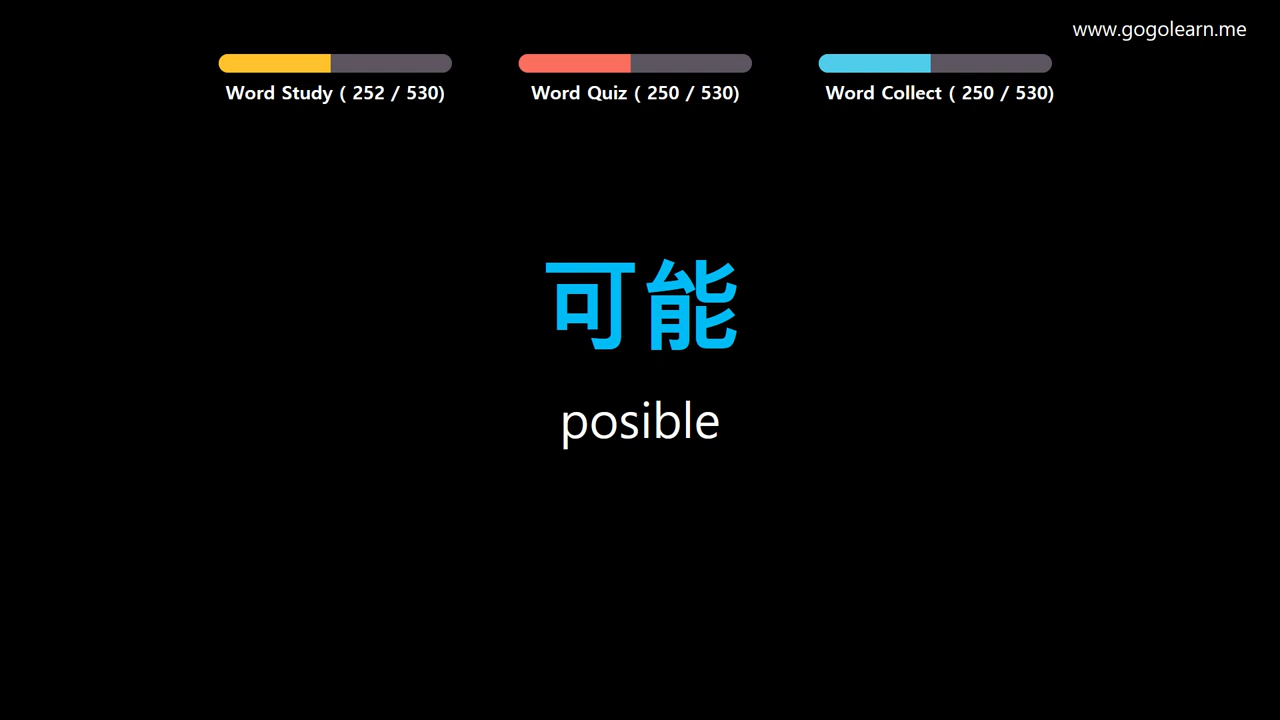 www.gogolearn.me
Word Study ( 252 / 530)
Word Quiz ( 250 / 530)
Word Collect ( 250 / 530)
可能
posible